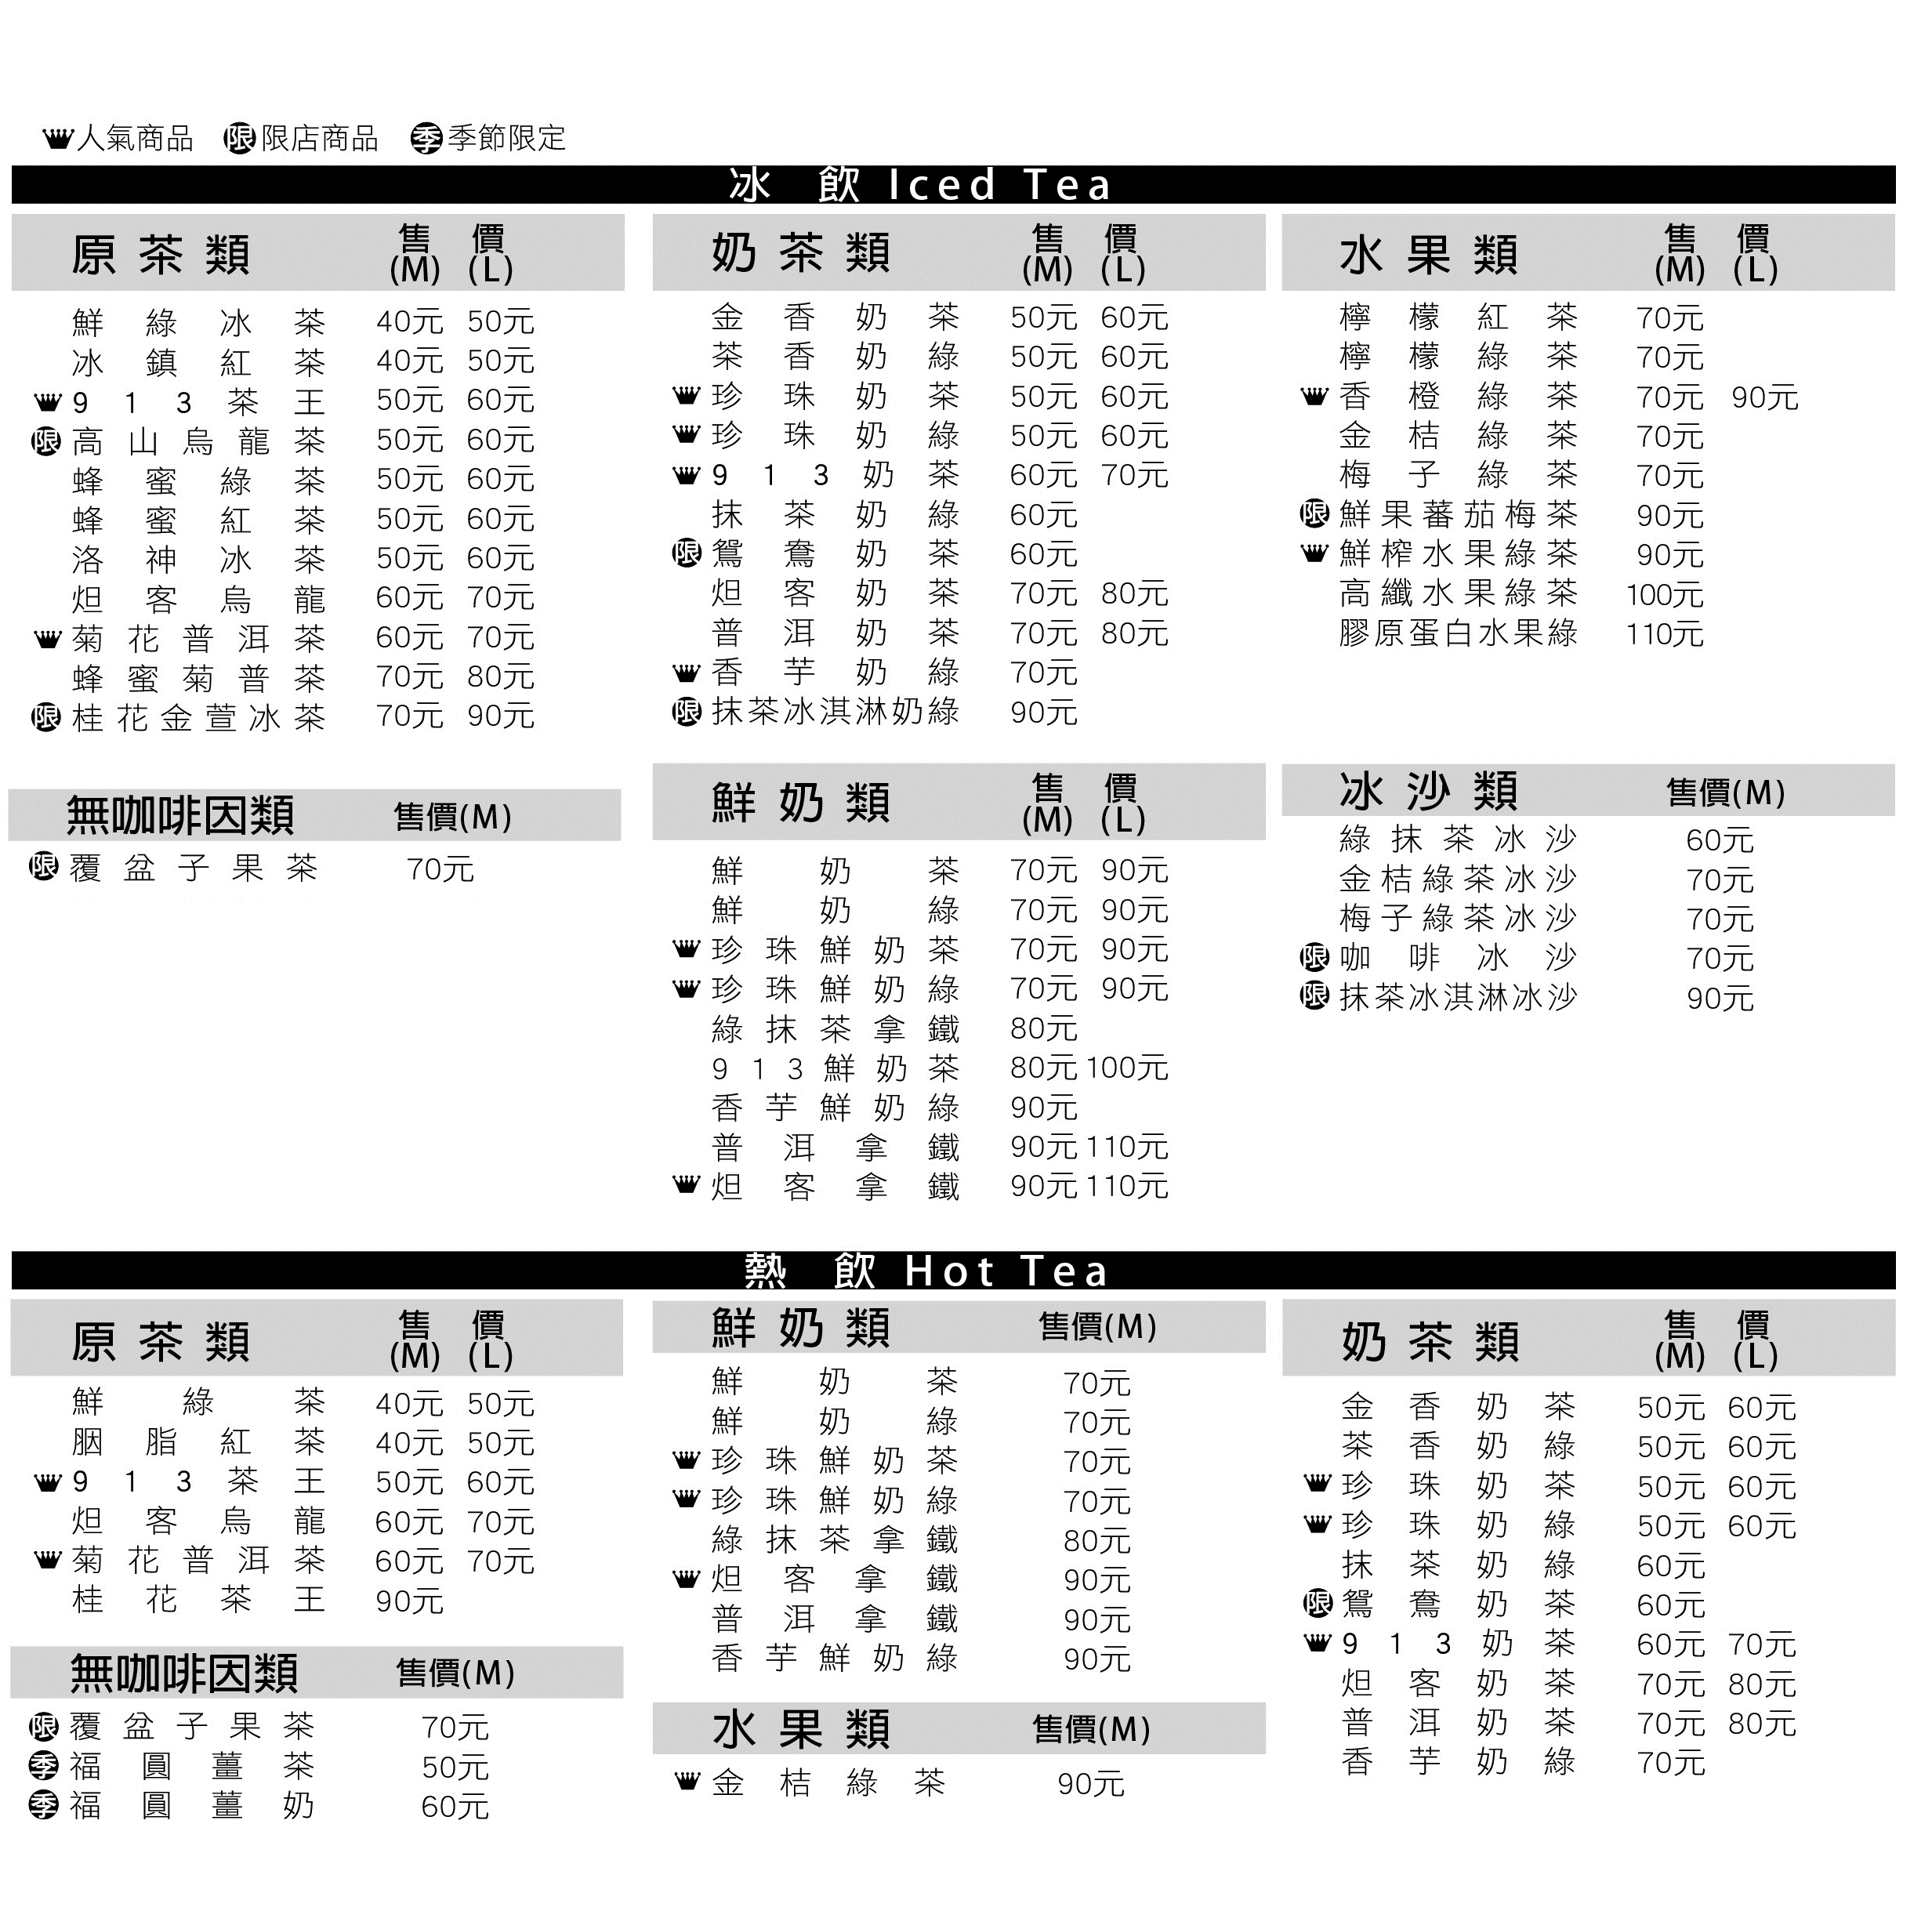 人氣商品 限 限店商品 季 季節限定
冰 飲 Iced Tea
原茶類 售價
(M) (L)
鮮綠冰茶 40元 50元
冰鎮紅茶 40元 50元
913茶王 50元 60元
限 高山烏龍茶 50元 60元
蜂蜜綠茶 50元 60元
蜂蜜紅茶 50元 60元
洛神冰茶 50元 60元
炟客烏龍 60元 70元
菊花普洱茶 60元 70元
蜂蜜菊普茶 70元 80元
限 桂花金萱冰茶 70元 90元
無咖啡因類 售價(M)
限 覆盆子果茶 70元
奶茶類 售價
(M) (L)
金香奶茶 50元 60元
茶香奶綠 50元 60元
珍珠奶茶 50元 60元
珍珠奶綠 50元 60元
913奶茶 60元 70元
抹茶奶綠 60元
限 鴛鴦奶茶 60元
炟客奶茶 70元 80元
普洱奶茶 70元 80元
香芋奶綠 70元
限 抹茶冰淇淋奶綠 90元
鮮奶類 售價
(M) (L)
鮮奶茶 70元 90元
鮮奶綠 70元 90元
珍珠鮮奶茶 70元 90元
珍珠鮮奶綠 70元 90元
綠抹茶拿鐵 80元
913鮮奶茶 80元 100元
香芋鮮奶綠 90元
普洱拿鐵 90元 110元
炟客拿鐵 90元 110元
水果類 售價
(M) (L)
檸檬紅茶 70元
檸檬綠茶 70元
香橙綠茶 70元 90元
金桔綠茶 70元
梅子綠茶 70元
限 鮮果蕃茄梅茶 90元
鮮榨水果綠茶 90元
高纖水果綠茶 100元
膠原蛋白水果綠 110元
冰沙類 售價(M)
綠抹茶冰沙 60元
金桔綠茶冰沙 70元
梅子綠茶冰沙 70元
限 咖啡冰沙 70元
限 抹茶冰淇淋冰沙 90元
熱 飲 Hot Tea
原茶類 售價
(M) (L)
鮮綠茶 40元 50元
胭脂紅茶 40元 50元
913茶王 50元 60元
炟客烏龍 60元 70元
菊花普洱茶 60元 70元
桂花茶王 90元
無咖啡因類 售價(M)
限 覆盆子果茶 70元
季 福圓薑茶 50元
季 福圓薑奶 60元
鮮奶類 售價(M)
鮮奶茶 70元
鮮奶綠 70元
珍珠鮮奶茶 70元
珍珠鮮奶綠 70元
綠抹茶拿鐵 80元
炟客拿鐵 90元
普洱拿鐵 90元
香芋鮮奶綠 90元
水果類 售價(M)
金桔綠茶 90元
奶茶類 售價
(M) (L)
金香奶茶 50元 60元
茶香奶綠 50元 60元
珍珠奶茶 50元 60元
珍珠奶綠 50元 60元
抹茶奶綠 60元
限 鴛鴦奶茶 60元
913奶茶 60元 70元
炟客奶茶 70元 80元
普洱奶茶 70元 80元
香芋奶綠 70元